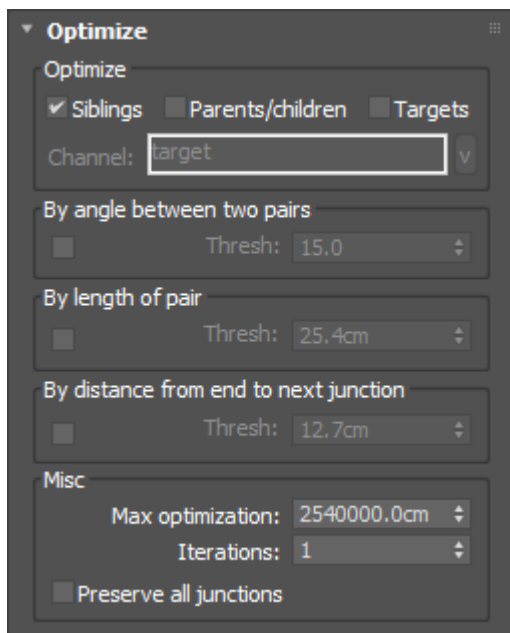 Optimize
Optimize
Siblings Parents/children Targets
Channel: target v
By angle between two pairs
Thresh: 15.0
By length of pair
Thresh: 25.4cm
By distance from end to next junction
Thresh: 12.7cm
Misc
Max optimization: 2540000.0cm
Iterations: 1
Preserve all junctions